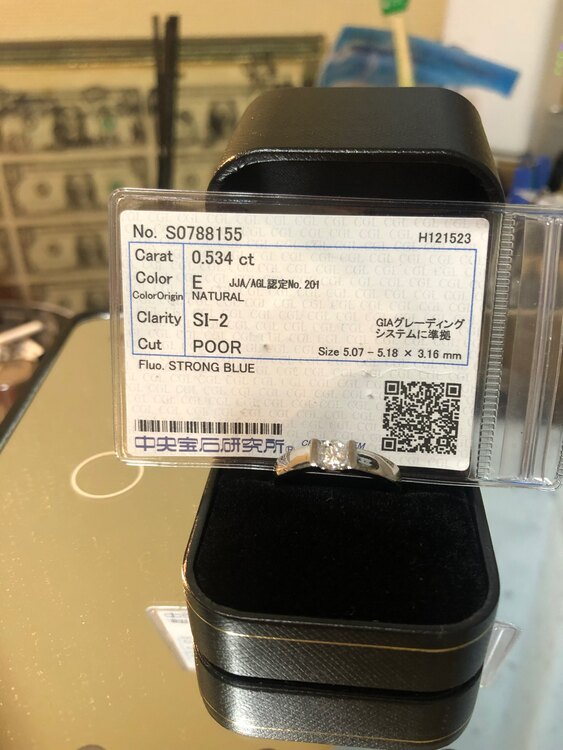 No. S0788155 H121523
Carat 0.534 ct
Color E JJA/AGL認定No. 201
ColorOrigin NATURAL
Clarity SI-2 GIAグレーディング
システムに準拠
Cut POOR Size 5.07 - 5.18 × 3.16 mm
Fluo. STRONG BLUE
中央宝石研究所